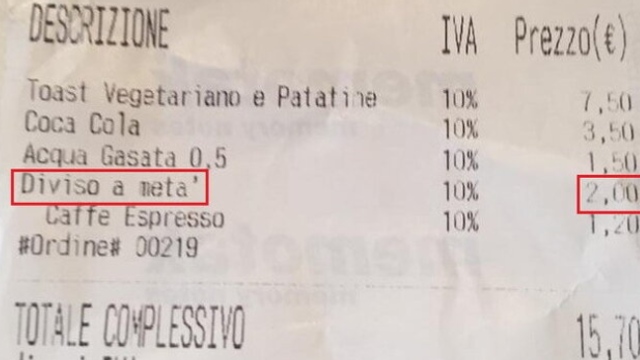 DESCRIZIONE IVA Prezzo(€)
Toast Vegetariano e Patatine 10% 7,50
Coca Cola 10% 3,50
Acqua Gasata 0,5 10% 1,50
Diviso a meta' 10% 2,00
Caffe Espresso 10% 1,20
#Ordine# 00219
TOTALE COMPLESSIVO 15,70